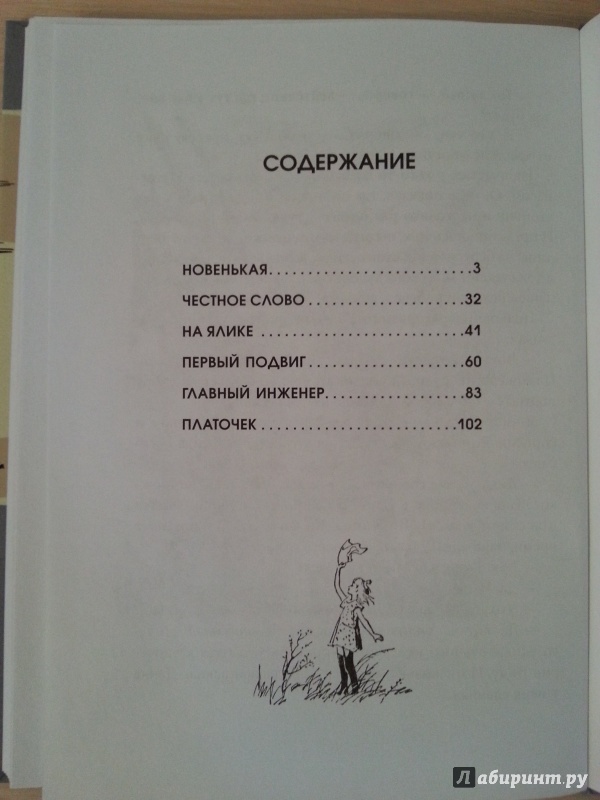 СОДЕРЖАНИЕ
НОВЕНЬКАЯ..........................3
ЧЕСТНОЕ СЛОВО....................32
НА ЯЛИКЕ .........................41
ПЕРВЫЙ ПОДВИГ....................60
ГЛАВНЫЙ ИНЖЕНЕР..................83
ПЛАТОЧЕК .........................102
Лабиринт.ру